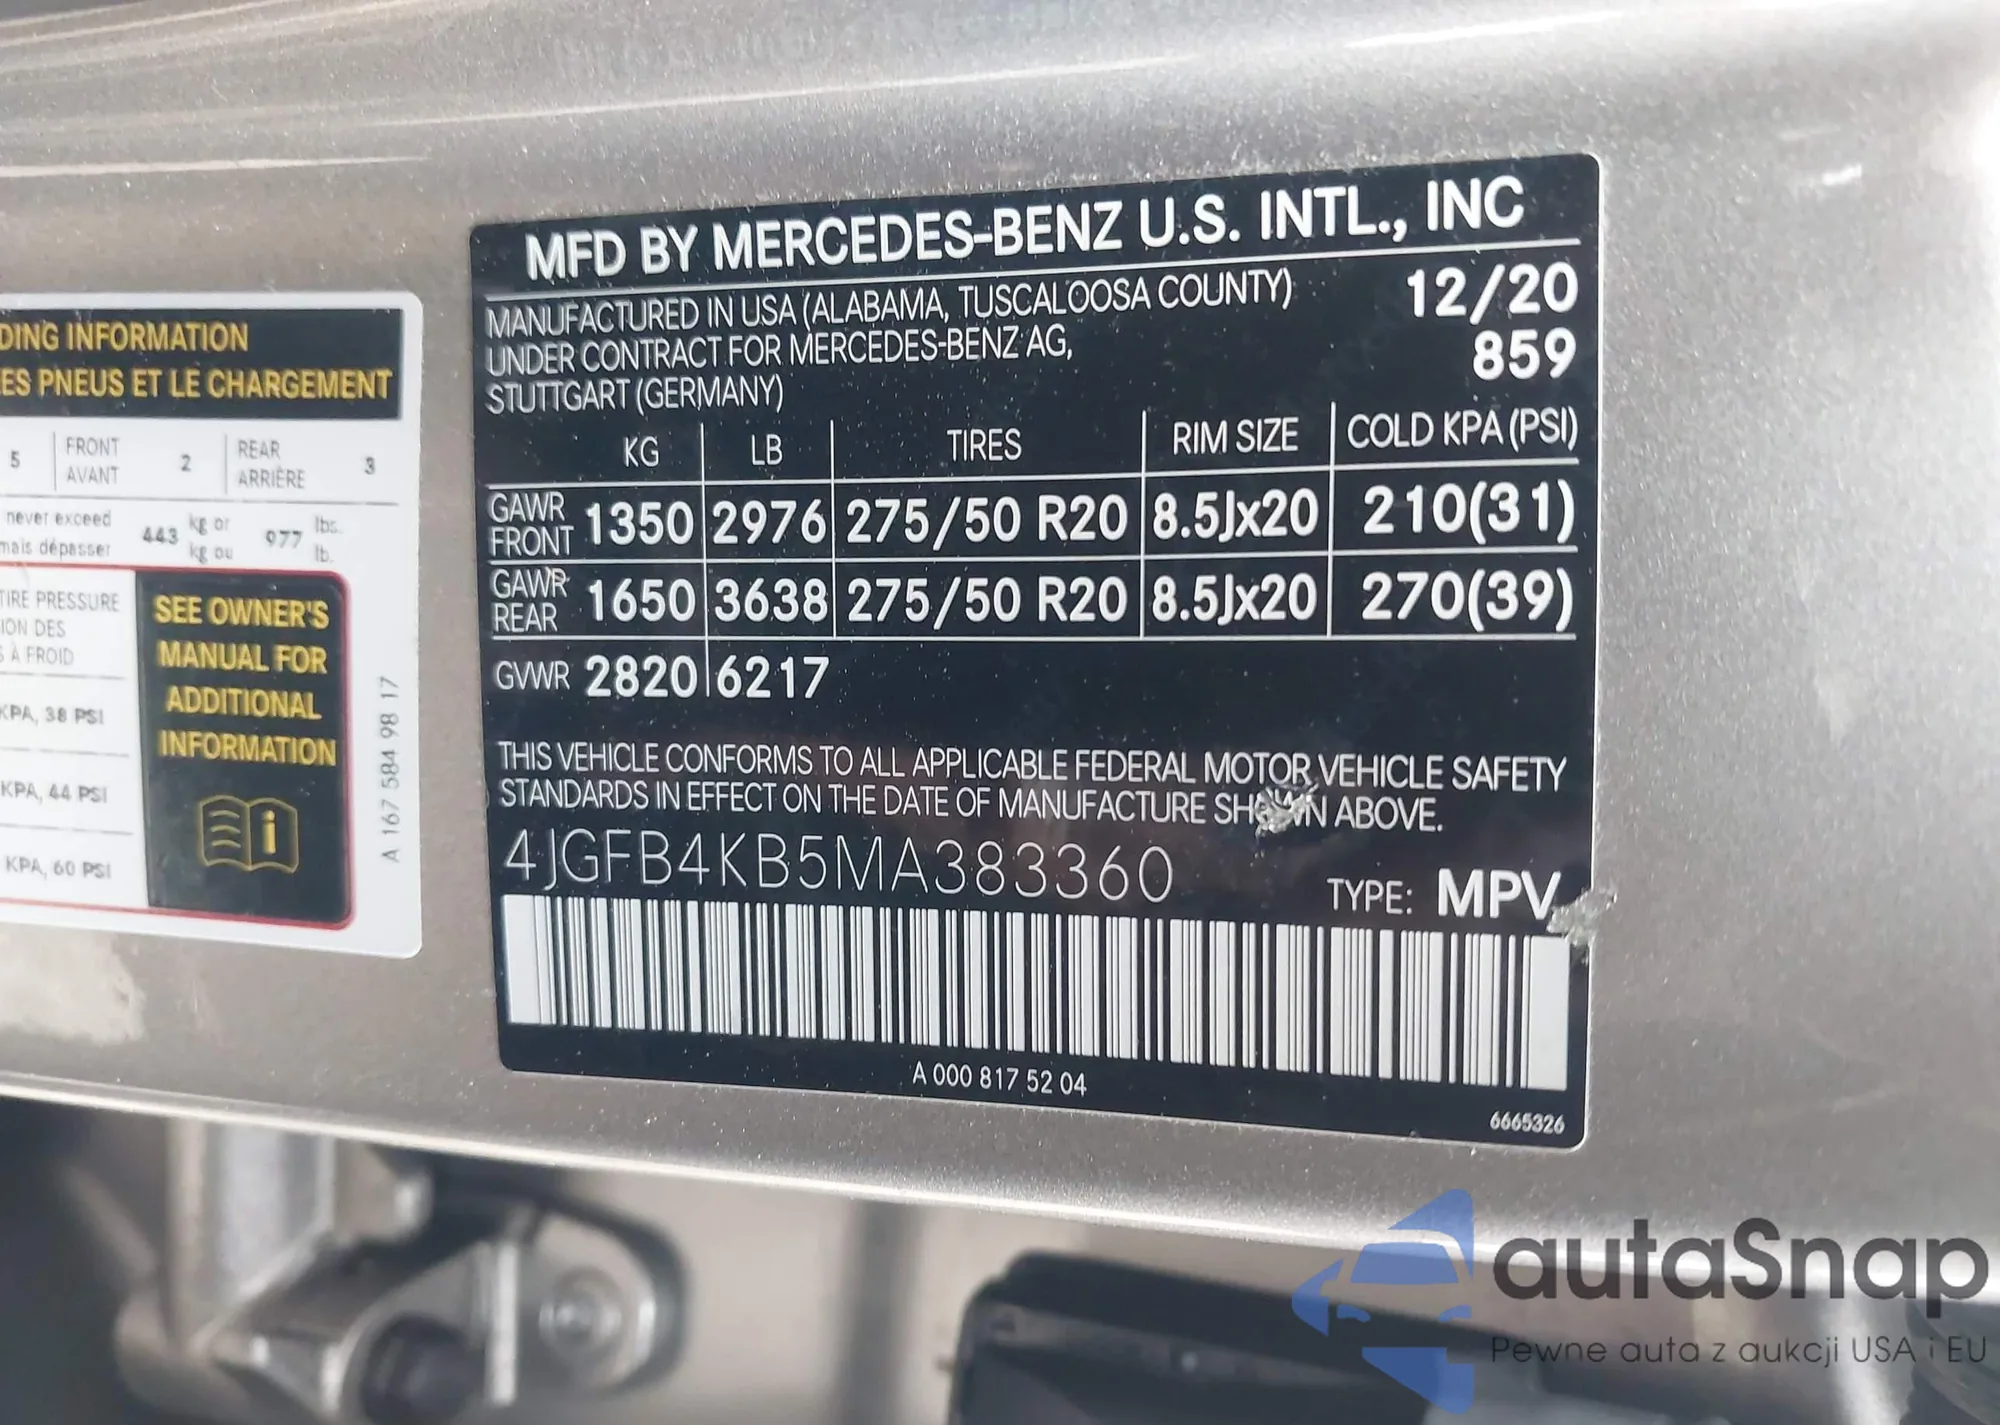 DING INFORMATION
ES PNEUS ET LE CHARGEMENT
5 FRONT AVANT 2 REAR ARRIÈRE 3
never exceed 443 kg or 977 lbs.
mais dépasser kg ou lb.
TIRE PRESSURE
ION DES
S À FROID
KPA, 38 PSI
KPA, 44 PSI
KPA, 60 PSI
SEE OWNER'S
MANUAL FOR
ADDITIONAL
INFORMATION
i
A 167 584 98 17
MFD BY MERCEDES-BENZ U.S. INTL., INC
MANUFACTURED IN USA (ALABAMA, TUSCALOOSA COUNTY) 12/20
UNDER CONTRACT FOR MERCEDES-BENZ AG, 859
STUTTGART (GERMANY)
KG LB TIRES RIM SIZE COLD KPA (PSI)
GAWR FRONT 1350 2976 275/50 R20 8.5Jx20 210(31)
GAWR REAR 1650 3638 275/50 R20 8.5Jx20 270(39)
GVWR 2820 6217
THIS VEHICLE CONFORMS TO ALL APPLICABLE FEDERAL MOTOR VEHICLE SAFETY
STANDARDS IN EFFECT ON THE DATE OF MANUFACTURE SHOWN ABOVE.
4JGFB4KB5MA383360
TYPE: MPV
A 000 817 52 04
6665326
autaSnap
Pewne auta z aukcji USA i EU